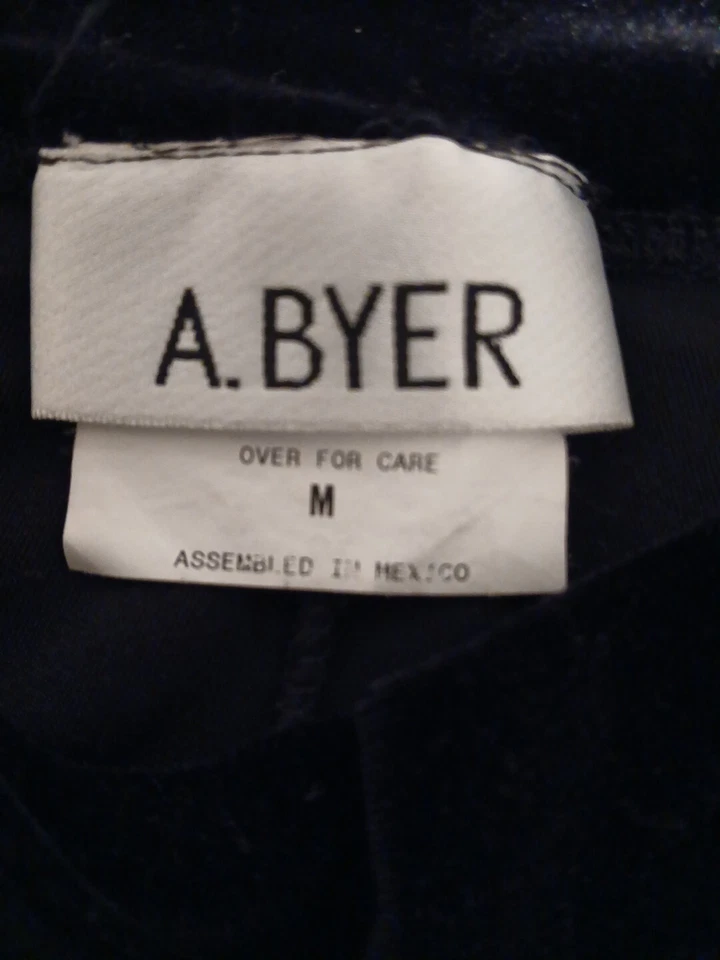 A.BYER
OVER FOR CARE
M
ASSEMBLED IN MEXICO